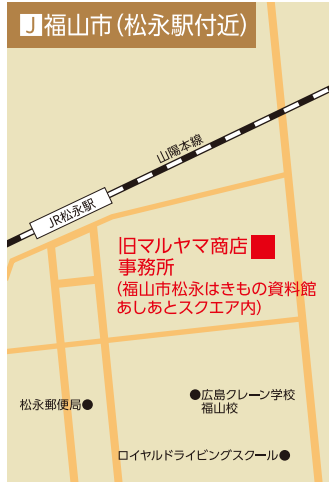 J 福山市(松永駅付近)
山陽本線
JR松永駅
旧マルヤマ商店
事務所
(福山市松永はきもの資料館
あしあとスクエア内)
●広島クレーン学校
福山校
松永郵便局●
ロイヤルドライビングスクール●